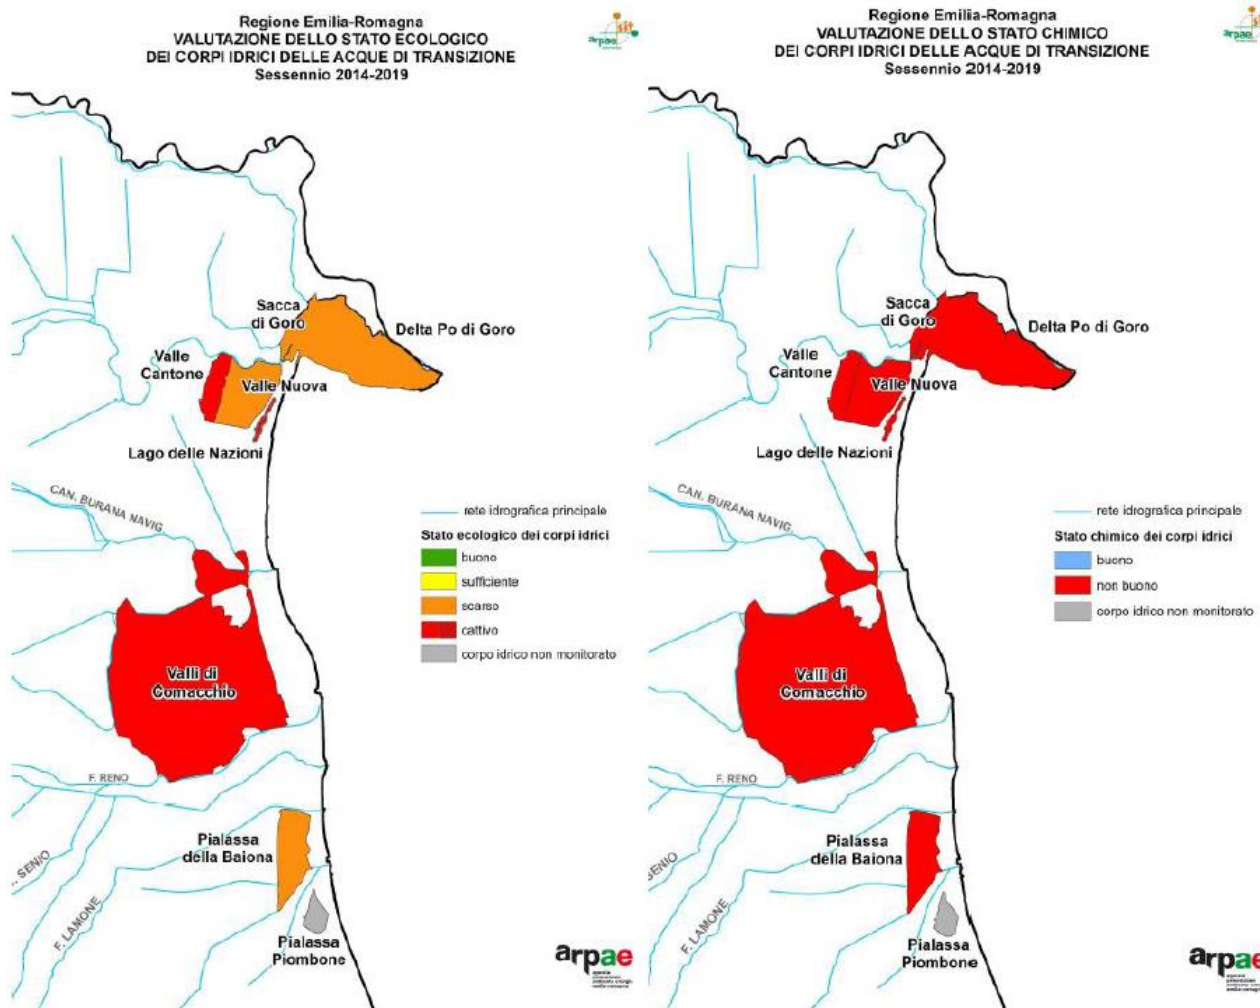 Regione Emilia-Romagna
VALUTAZIONE DELLO STATO ECOLOGICO
DEI CORPI IDRICI DELLE ACQUE DI TRANSIZIONE
Sessennio 2014-2019
arpae
Sacca
di Goro
Delta Po di Goro
Valle
Cantone
Valle Nuova
Lago delle Nazioni
CAN. BURANA NAVIG.
rete idrografica principale
Stato ecologico dei corpi idrici
buono
sufficiente
scarso
cattivo
corpo idrico non monitorato
Valli di
Comacchio
F. RENO
Pialassa
della Baiona
SENIO
F. LAMONE
Pialassa
Piombone
arpae
Regione Emilia-Romagna
VALUTAZIONE DELLO STATO CHIMICO
DEI CORPI IDRICI DELLE ACQUE DI TRANSIZIONE
Sessennio 2014-2019
arpae
Sacca
di Goro
Delta Po di Goro
Valle
Cantone
Valle Nuova
Lago delle Nazioni
CAN. BURANA NAVIG.
rete idrografica principale
Stato chimico dei corpi idrici
buono
non buono
corpo idrico non monitorato
Valli di
Comacchio
F. RENO
Pialassa
della Baiona
SENIO
F. LAMONE
Pialassa
Piombone
arpae